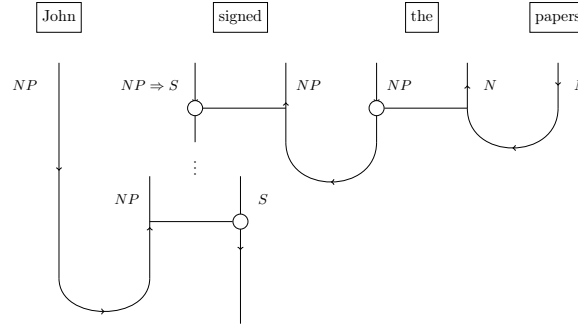 John signed the papers
NP NP ⇒ S NP NP N N
⋮
NP S